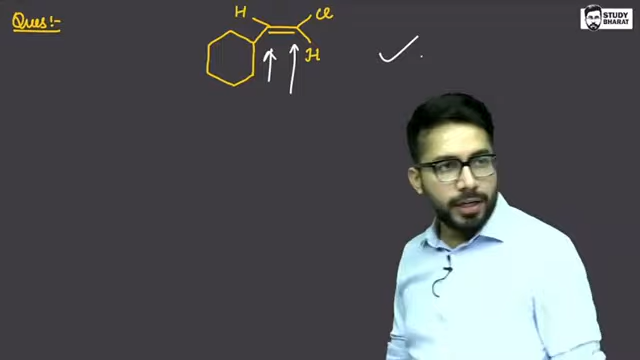 Ques:-
H
Cl
H
STUDY
BHARAT